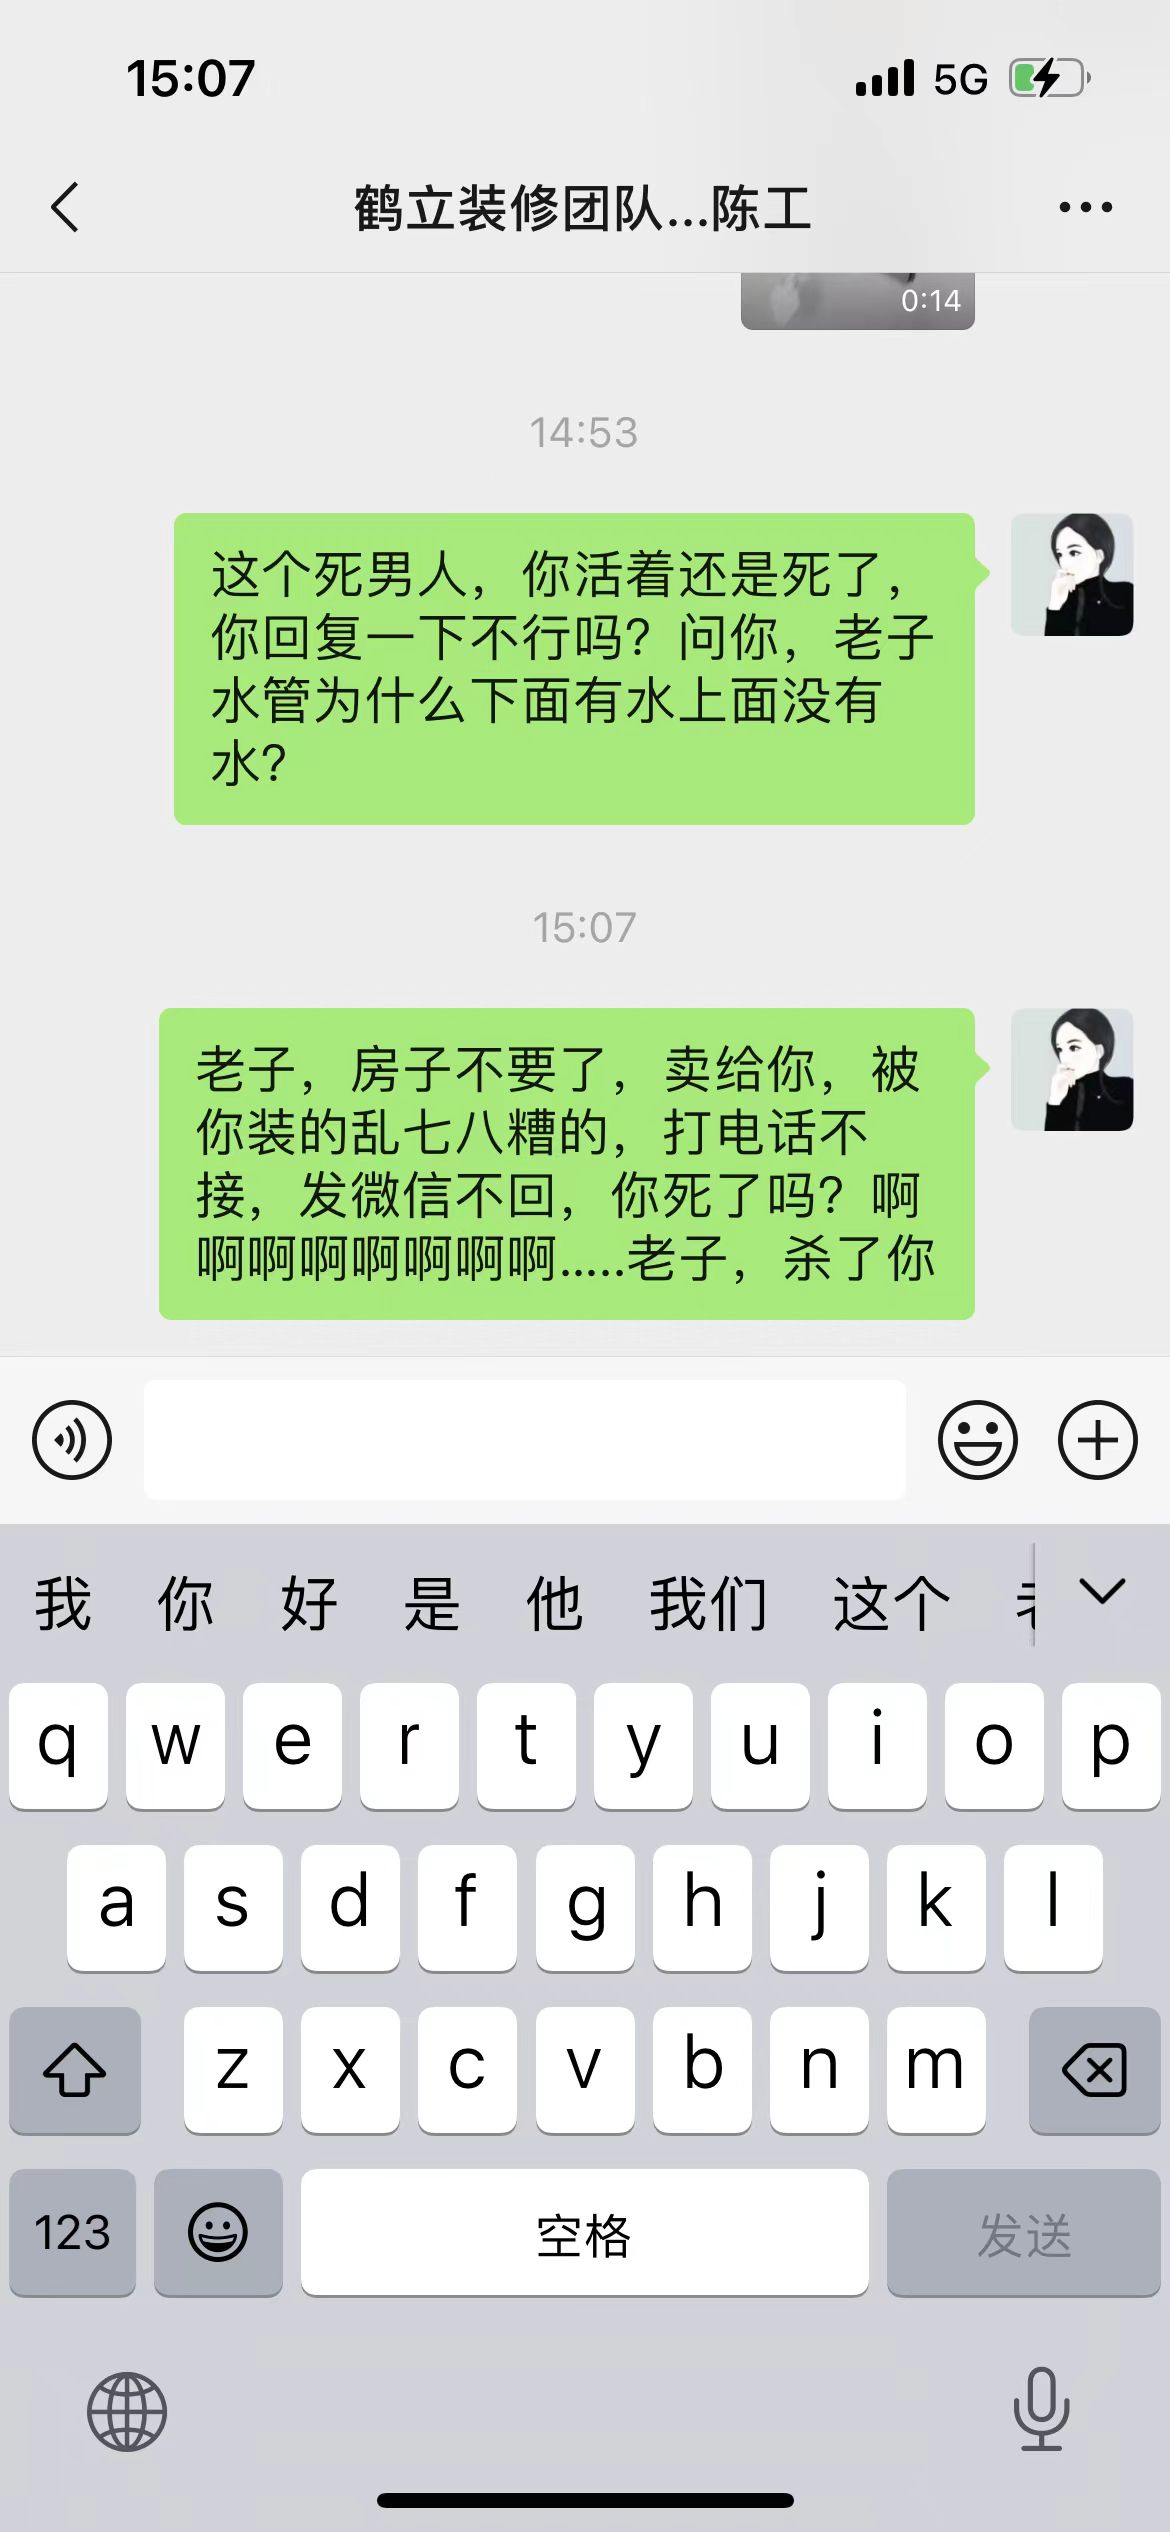 15:07
5G
鹤立装修团队...陈工
0:14
14:53
这个死男人，你活着还是死了，
你回复一下不行吗？问你，老子
水管为什么下面有水上面没有
水？
15:07
老子，房子不要了，卖给你，被
你装的乱七八糟的，打电话不
接，发微信不回，你死了吗？啊
啊啊啊啊啊啊啊.....老子，杀了你
我 你 好 是 他 我们 这个
q w e r t y u i o p
a s d f g h j k l
z x c v b n m
123 空格 发送